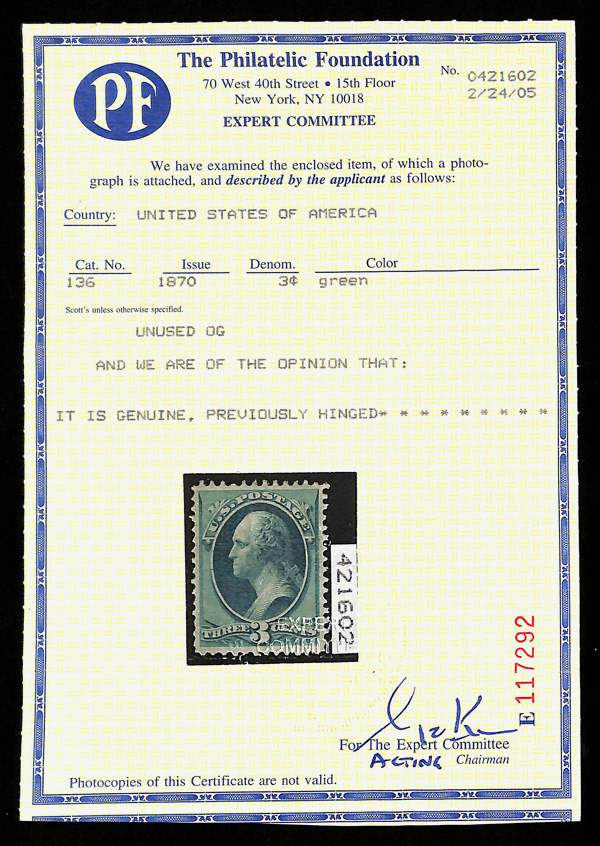 The Philatelic Foundation
70 West 40th Street • 15th Floor
New York, NY 10018
EXPERT COMMITTEE
No. 0421602
2/24/05
PF
We have examined the enclosed item, of which a photo-
graph is attached, and described by the applicant as follows:
Country: UNITED STATES OF AMERICA
Cat. No. Issue Denom. Color
136 1870 3¢ green
Scott's unless otherwise specified.
UNUSED OG
AND WE ARE OF THE OPINION THAT:
IT IS GENUINE, PREVIOUSLY HINGED* * * * * * * * *
U.S. POSTAGE
THREE 3 CENTS
421602
E 117292
For The Expert Committee
ACTING Chairman
Photocopies of this Certificate are not valid.